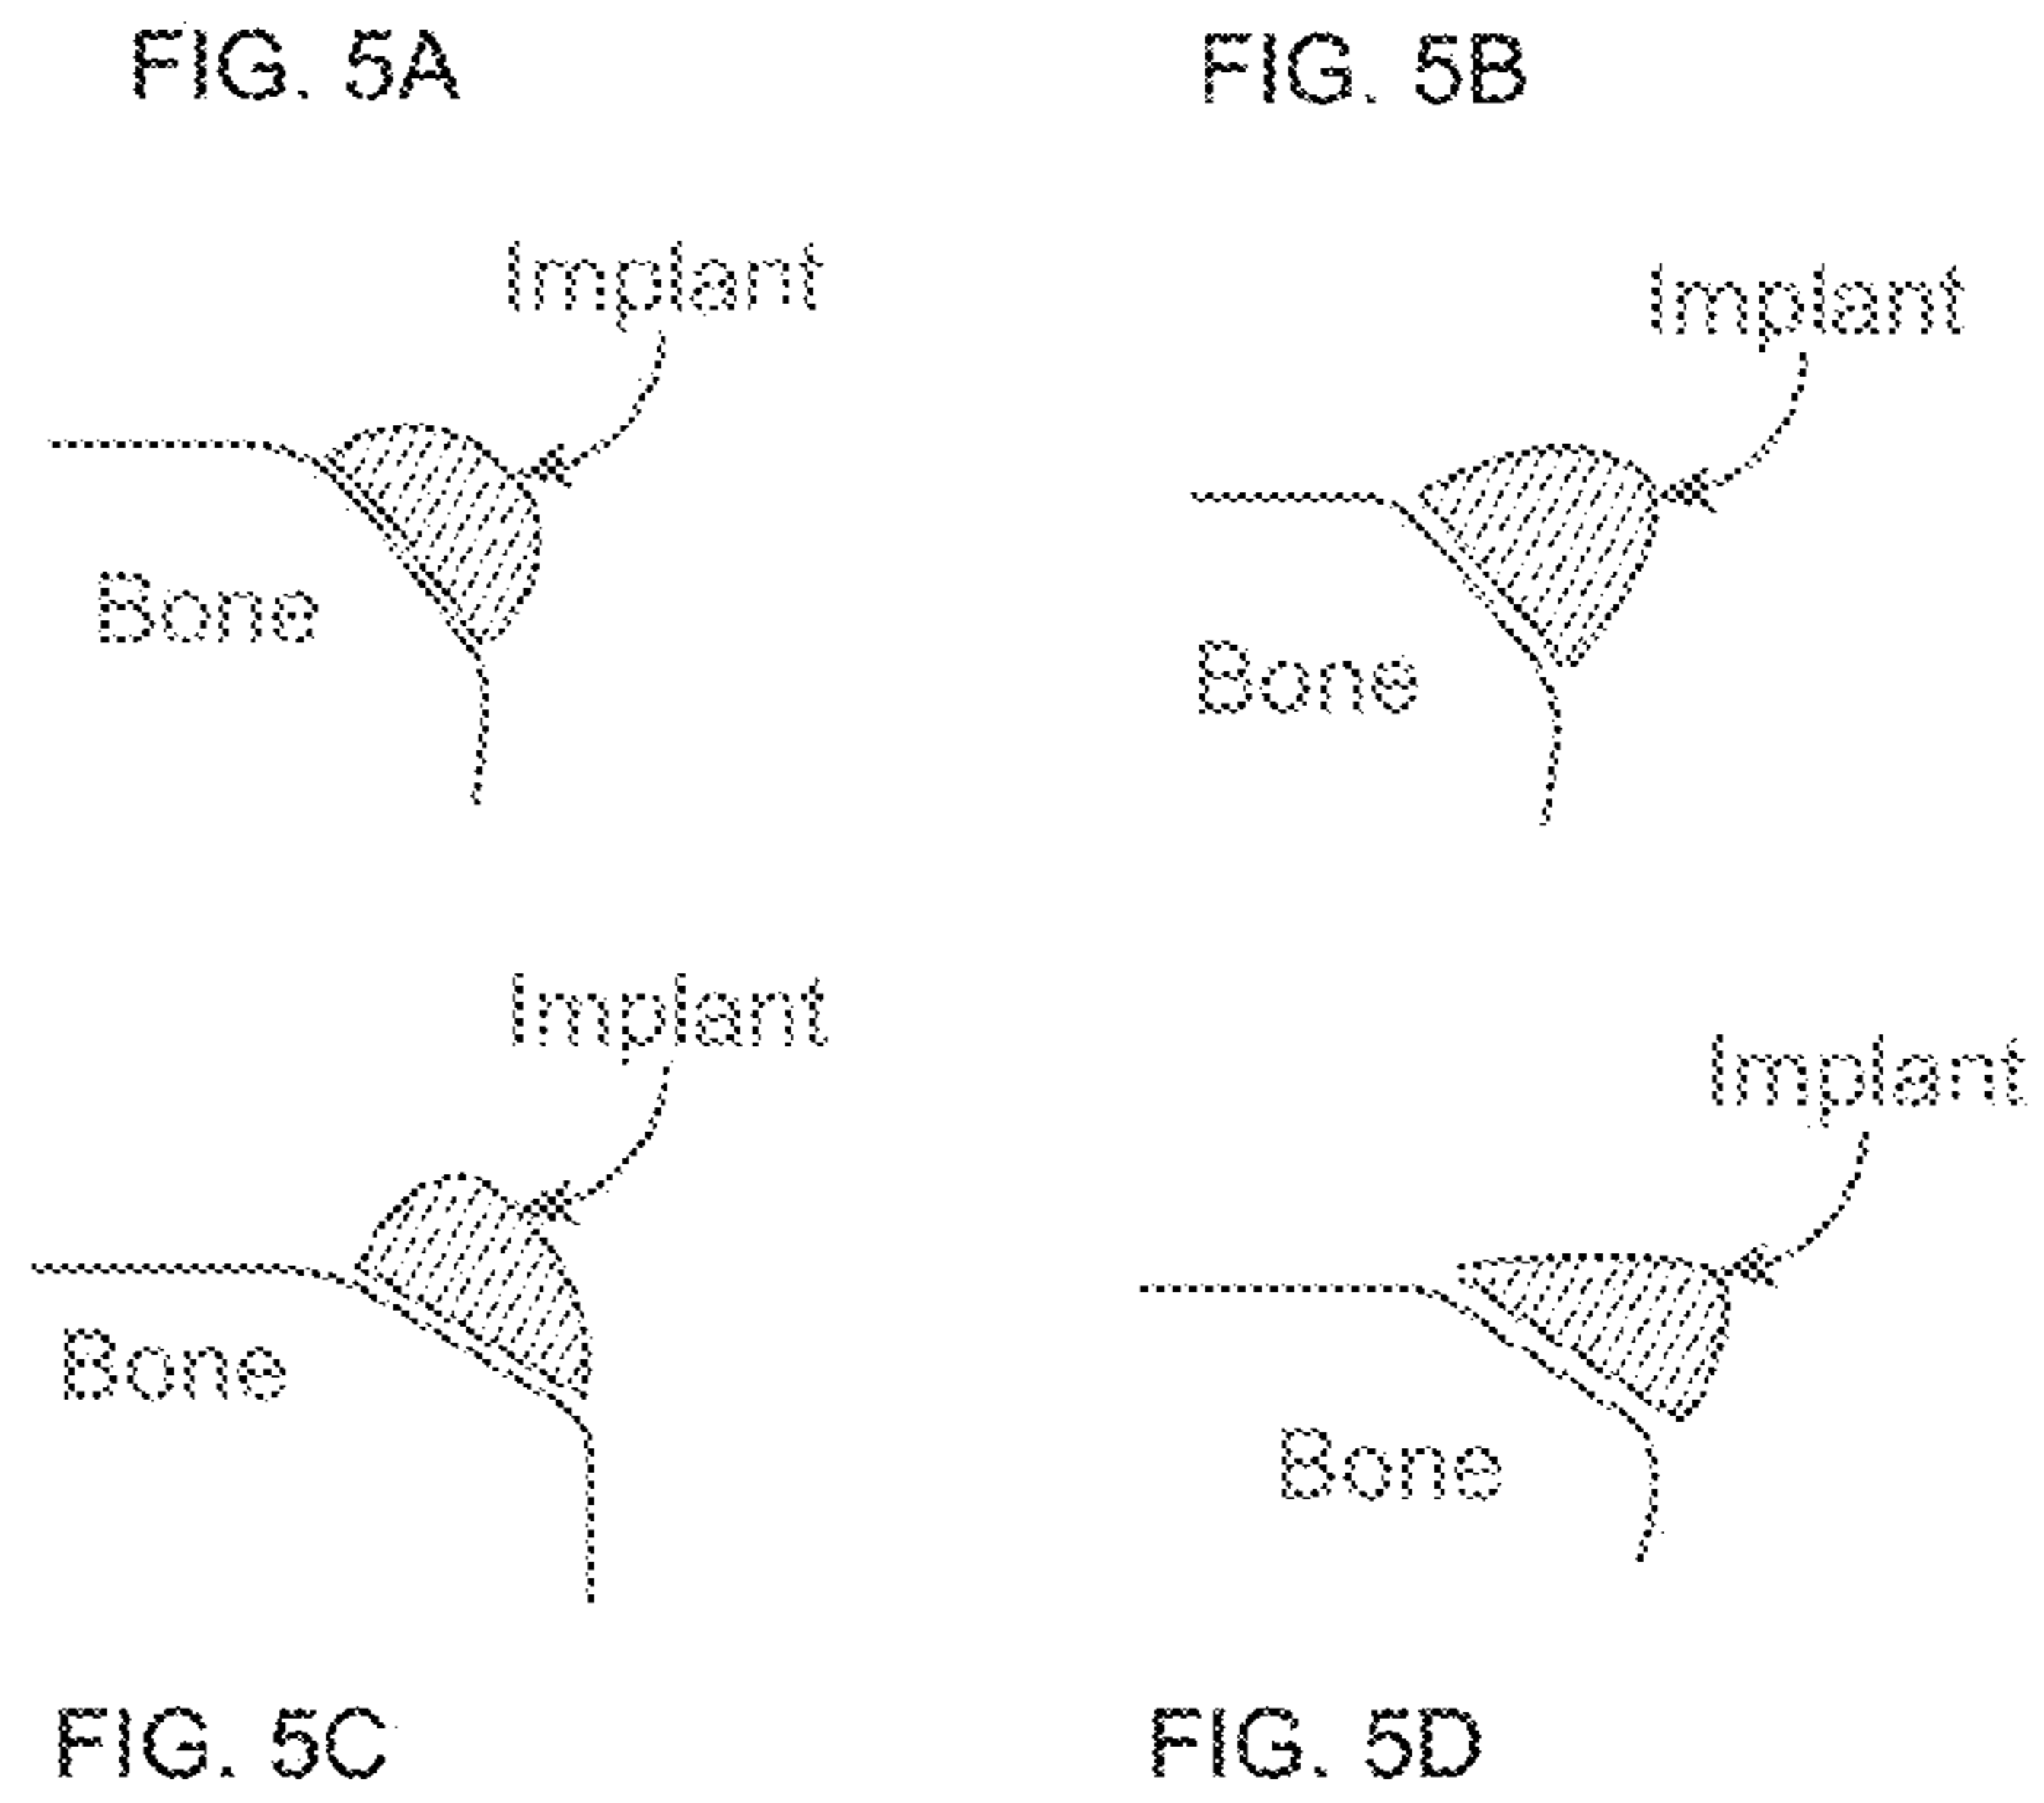 FIG. 5A
FIG. 5B
Implant
Implant
Bone
Bone
Implant
Implant
Bone
Bone
FIG. 5C
FIG. 5D